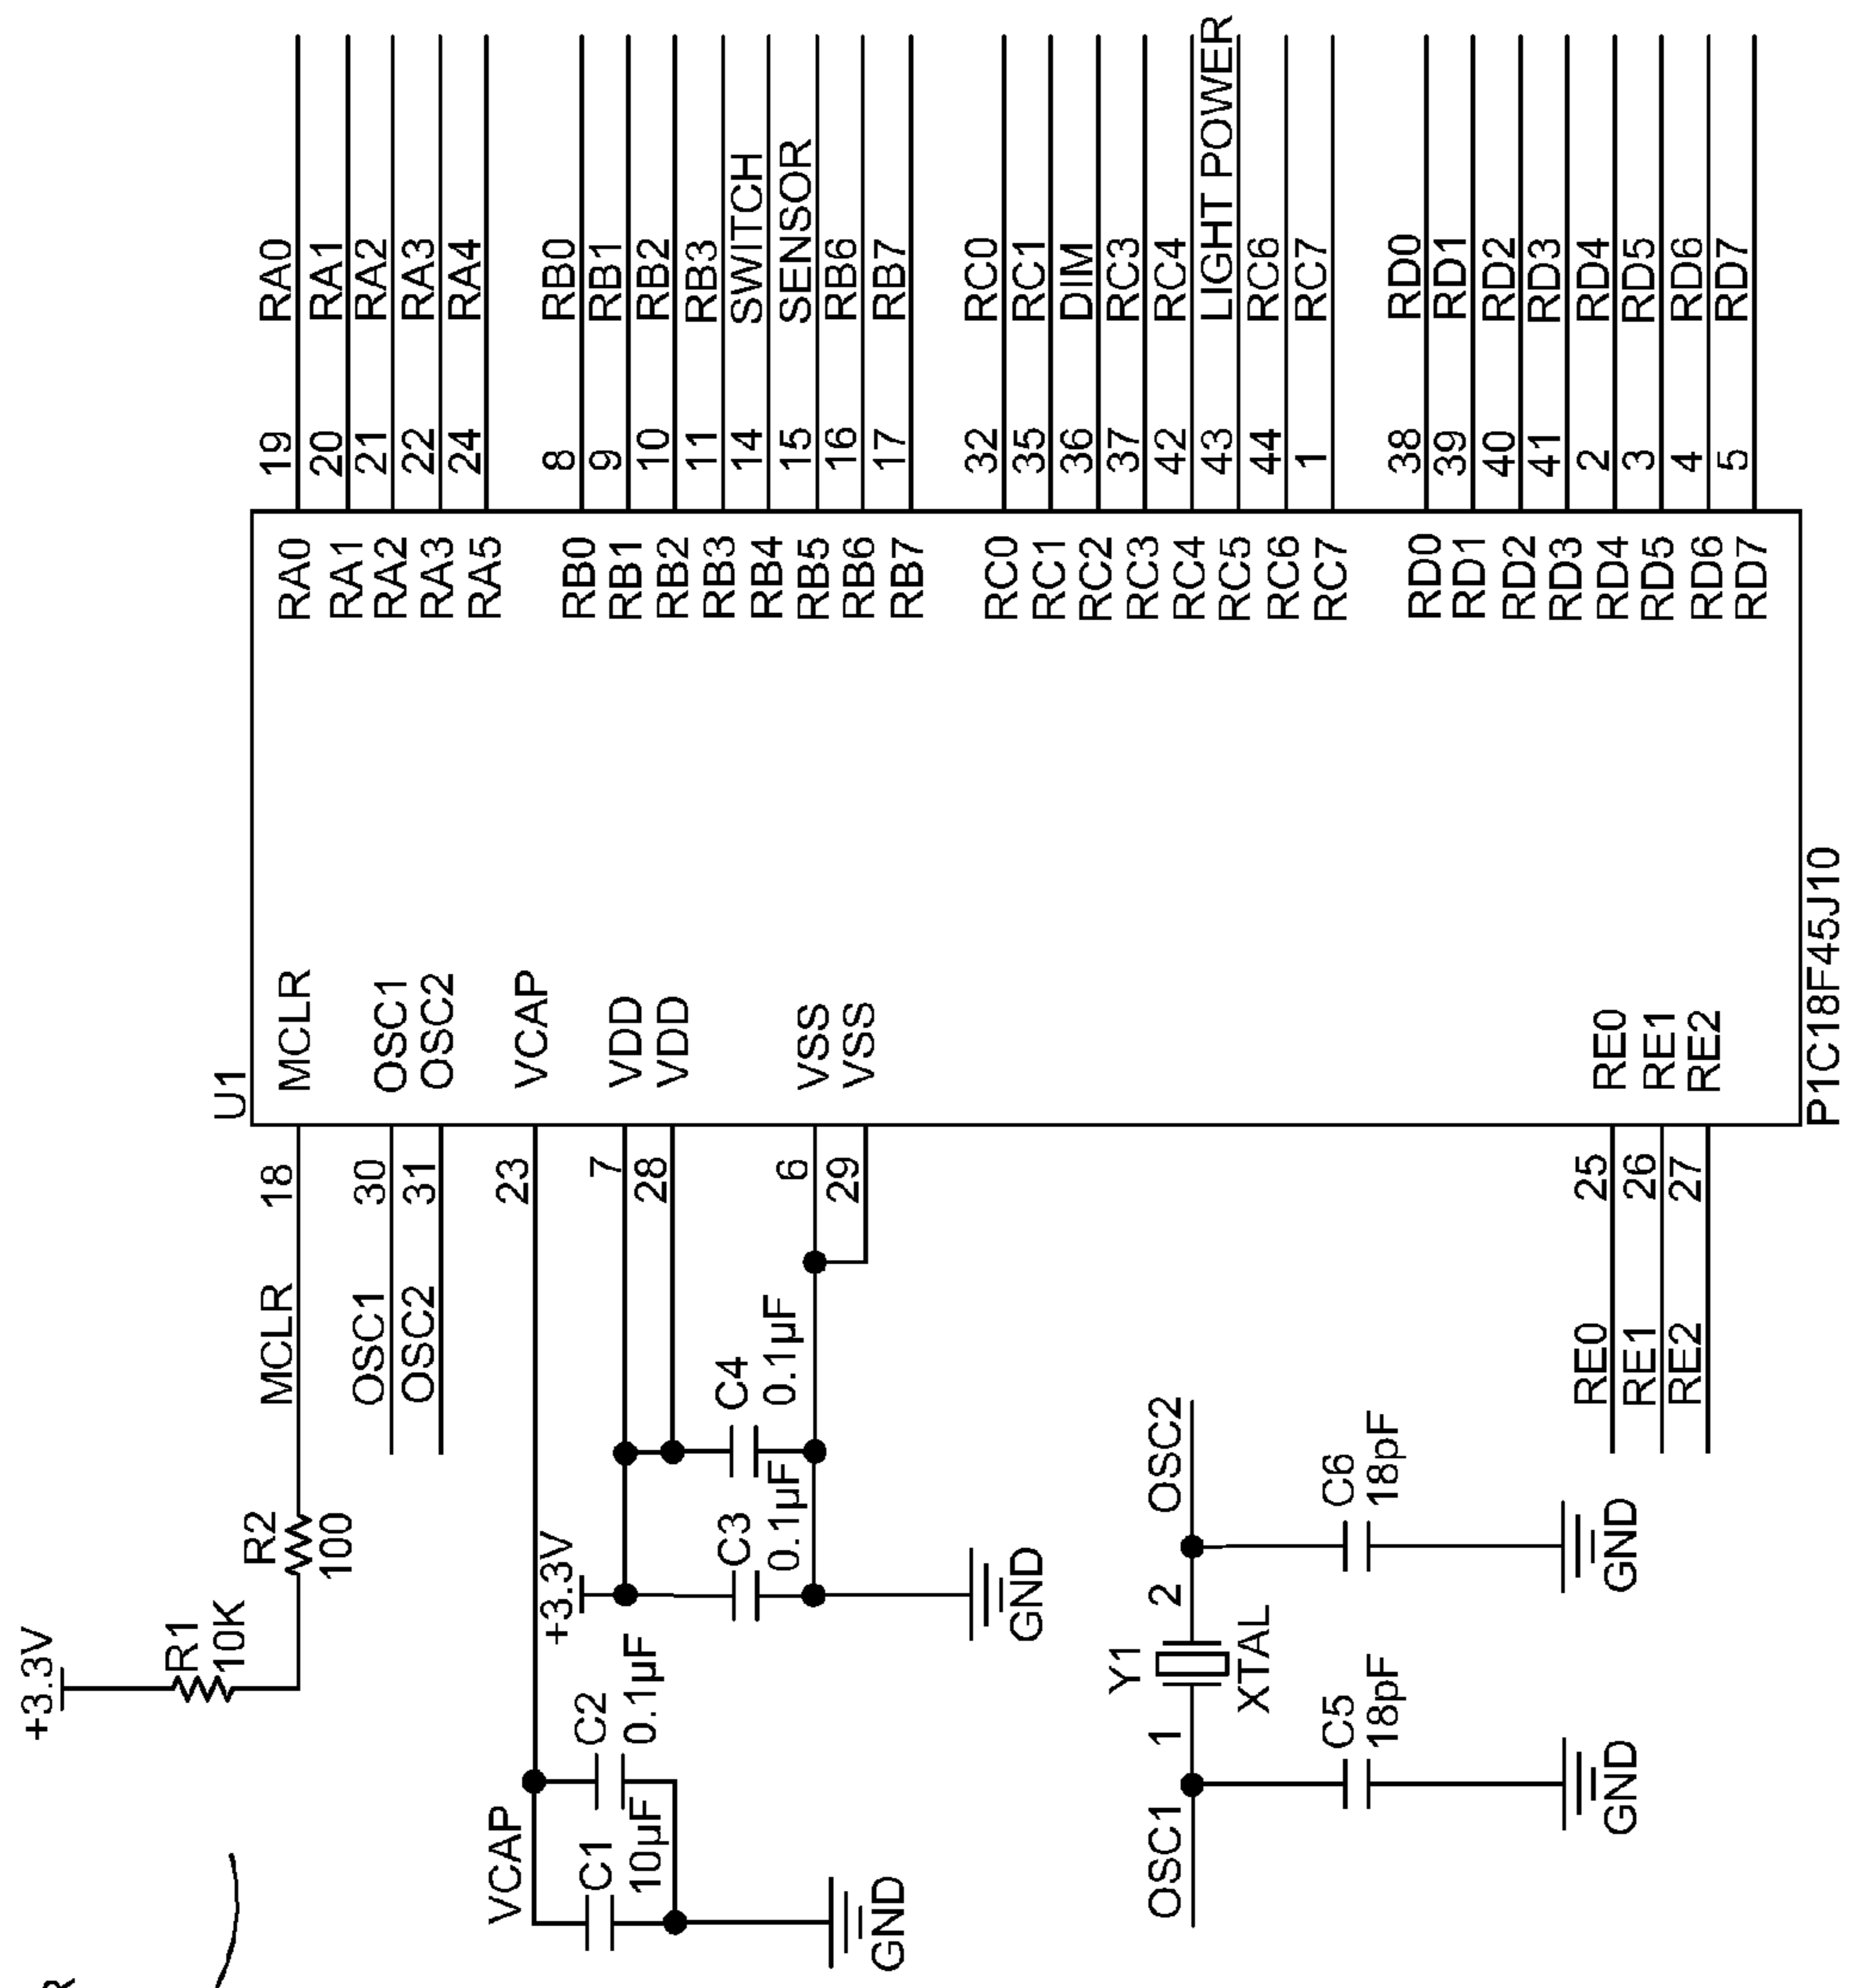 +3.3V
R1
10K
R2
100
MCLR 18
OSC1 30
OSC2 31
VCAP 23
C1
10µF
C2
0.1µF
GND
+3.3V
7
28
C3
0.1µF
C4
0.1µF
6
29
GND
OSC1 1
Y1
XTAL
2 OSC2
C5
18pF
GND
C6
18pF
GND
RE0 25
RE1 26
RE2 27
U1
MCLR
OSC1
OSC2
VCAP
VDD
VDD
VSS
VSS
RE0
RE1
RE2
P1C18F45J10
RA0 19 RA0
RA1 20 RA1
RA2 21 RA2
RA3 22 RA3
RA5 24 RA4
RB0 8 RB0
RB1 9 RB1
RB2 10 RB2
RB3 11 RB3
RB4 14 SWITCH
RB5 15 SENSOR
RB6 16 RB6
RB7 17 RB7
RC0 32 RC0
RC1 35 RC1
RC2 36 DIM
RC3 37 RC3
RC4 42 RC4
RC5 43 LIGHT POWER
RC6 44 RC6
RC7 1 RC7
RD0 38 RD0
RD1 39 RD1
RD2 40 RD2
RD3 41 RD3
RD4 2 RD4
RD5 3 RD5
RD6 4 RD6
RD7 5 RD7